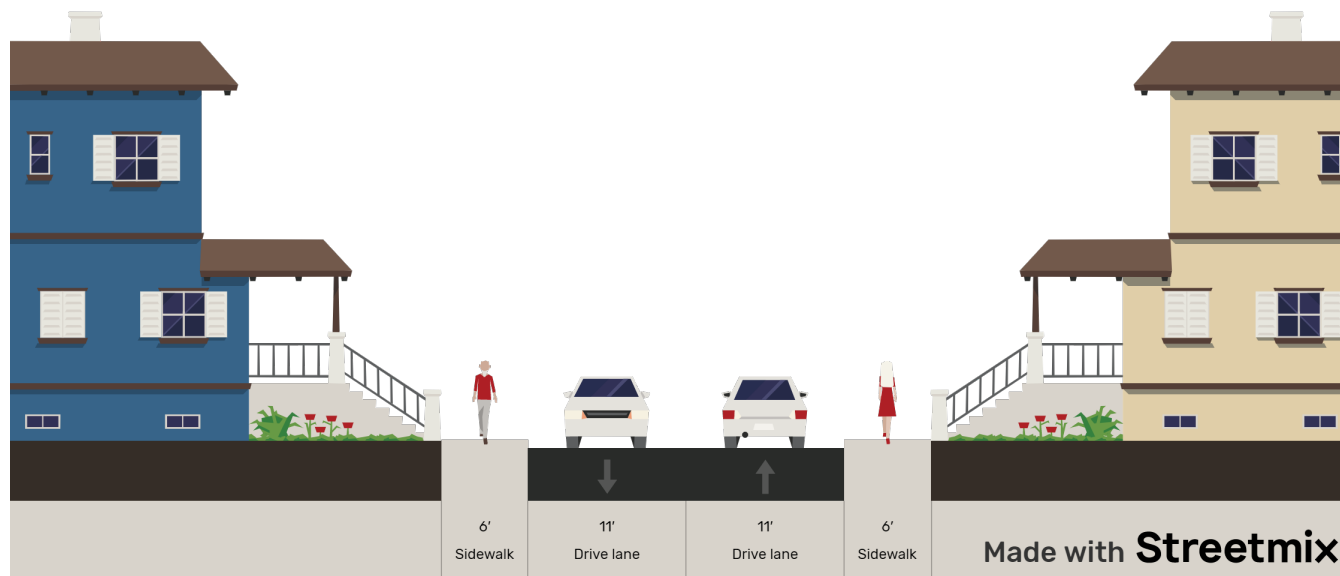 6′ 11′ 11′ 6′
Sidewalk Drive lane Drive lane Sidewalk
Made with Streetmix